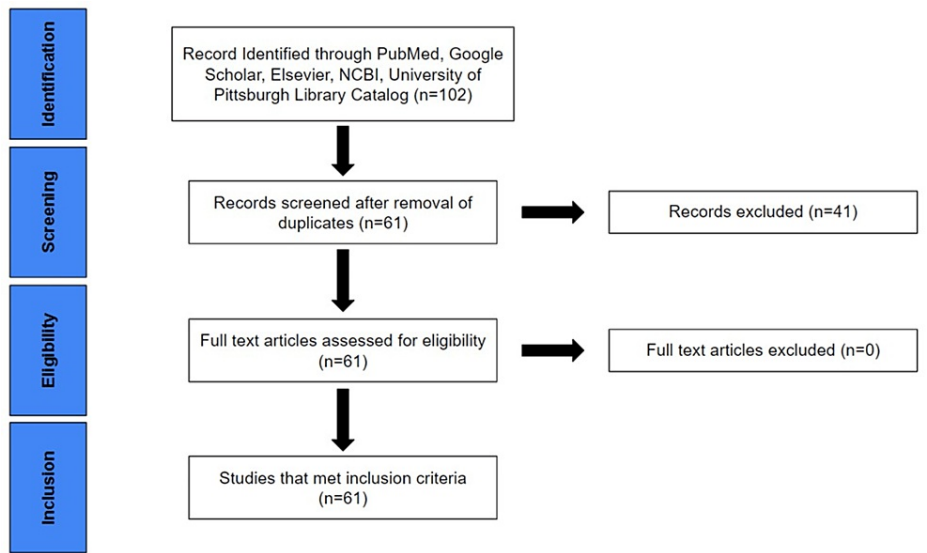 Identification
Record Identified through PubMed, Google
Scholar, Elsevier, NCBI, University of
Pittsburgh Library Catalog (n=102)
Screening
Records screened after removal of
duplicates (n=61)
Records excluded (n=41)
Eligibility
Full text articles assessed for eligibility
(n=61)
Full text articles excluded (n=0)
Inclusion
Studies that met inclusion criteria
(n=61)